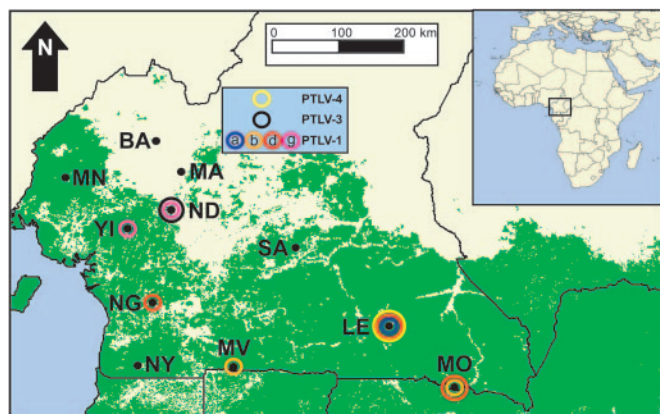 N
0 100 200 km
PTLV-4
PTLV-3
a b d g PTLV-1
BA
MN
MA
ND
YI
SA
NG
LE
NY
MV
MO